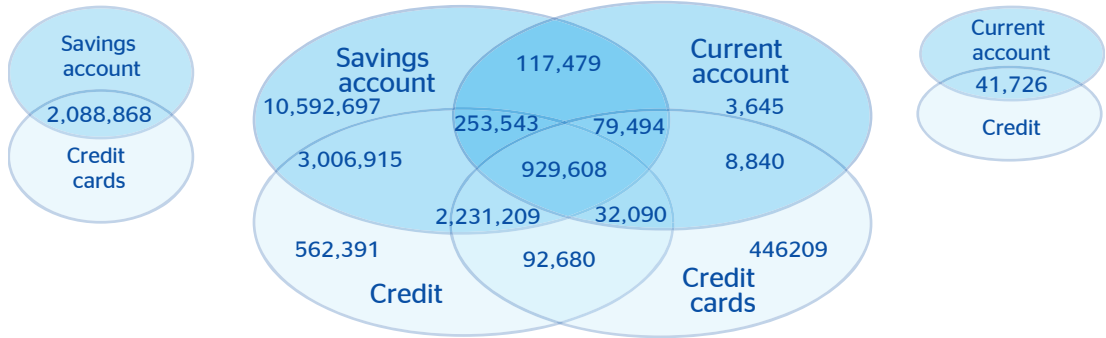 Savings
account
2,088,868
Credit
cards
Savings
account
10,592,697
117,479
Current
account
3,645
253,543
79,494
3,006,915
929,608
8,840
2,231,209
32,090
562,391
92,680
446209
Credit
Credit
cards
Current
account
41,726
Credit